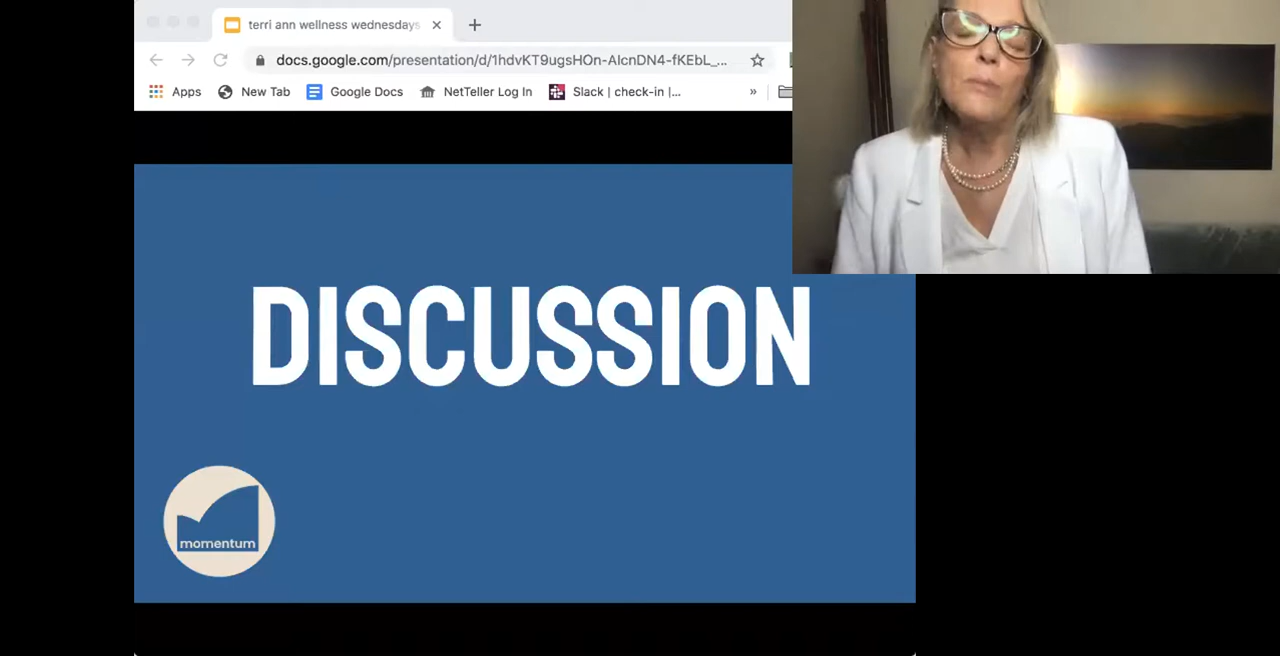 terri ann wellness wednesdays
docs.google.com/presentation/d/1hdvKT9ugsHOn-AIcnDN4-fKEbL_...
Apps New Tab Google Docs NetTeller Log In Slack | check-in |... »
DISCUSSION
momentum